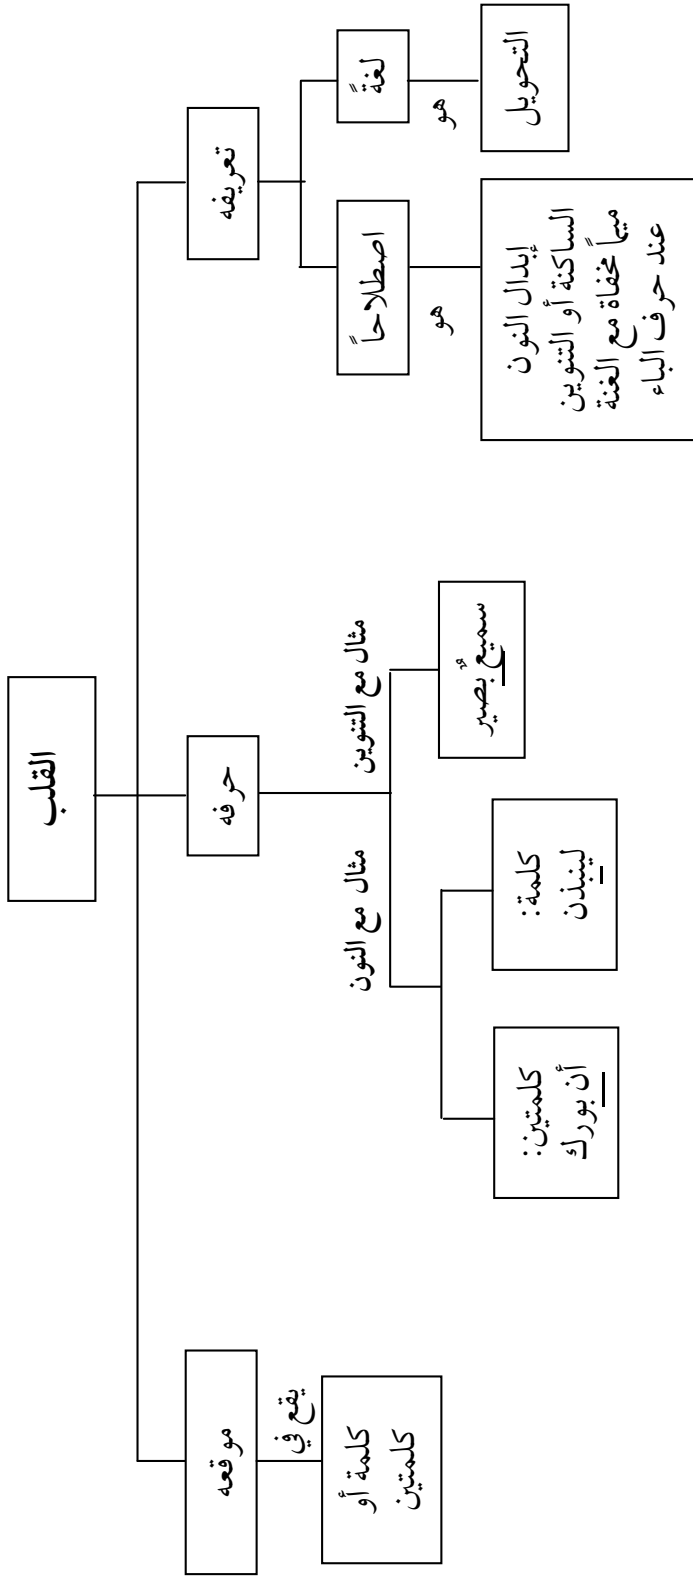 القلب
تعريفه
لغةً
هو
التحويل
اصطلاحاً
هو
إبدال النون
الساكنة أو التنوين
ميماً مخفاة مع الغنة
عند حرف الباء
حرفه
مثال مع التنوين
سميعٌ بصير
مثال مع النون
كلمة:
لينبذن
كلمتين:
أن بورك
موقعه
يقع في
كلمة أو
كلمتين